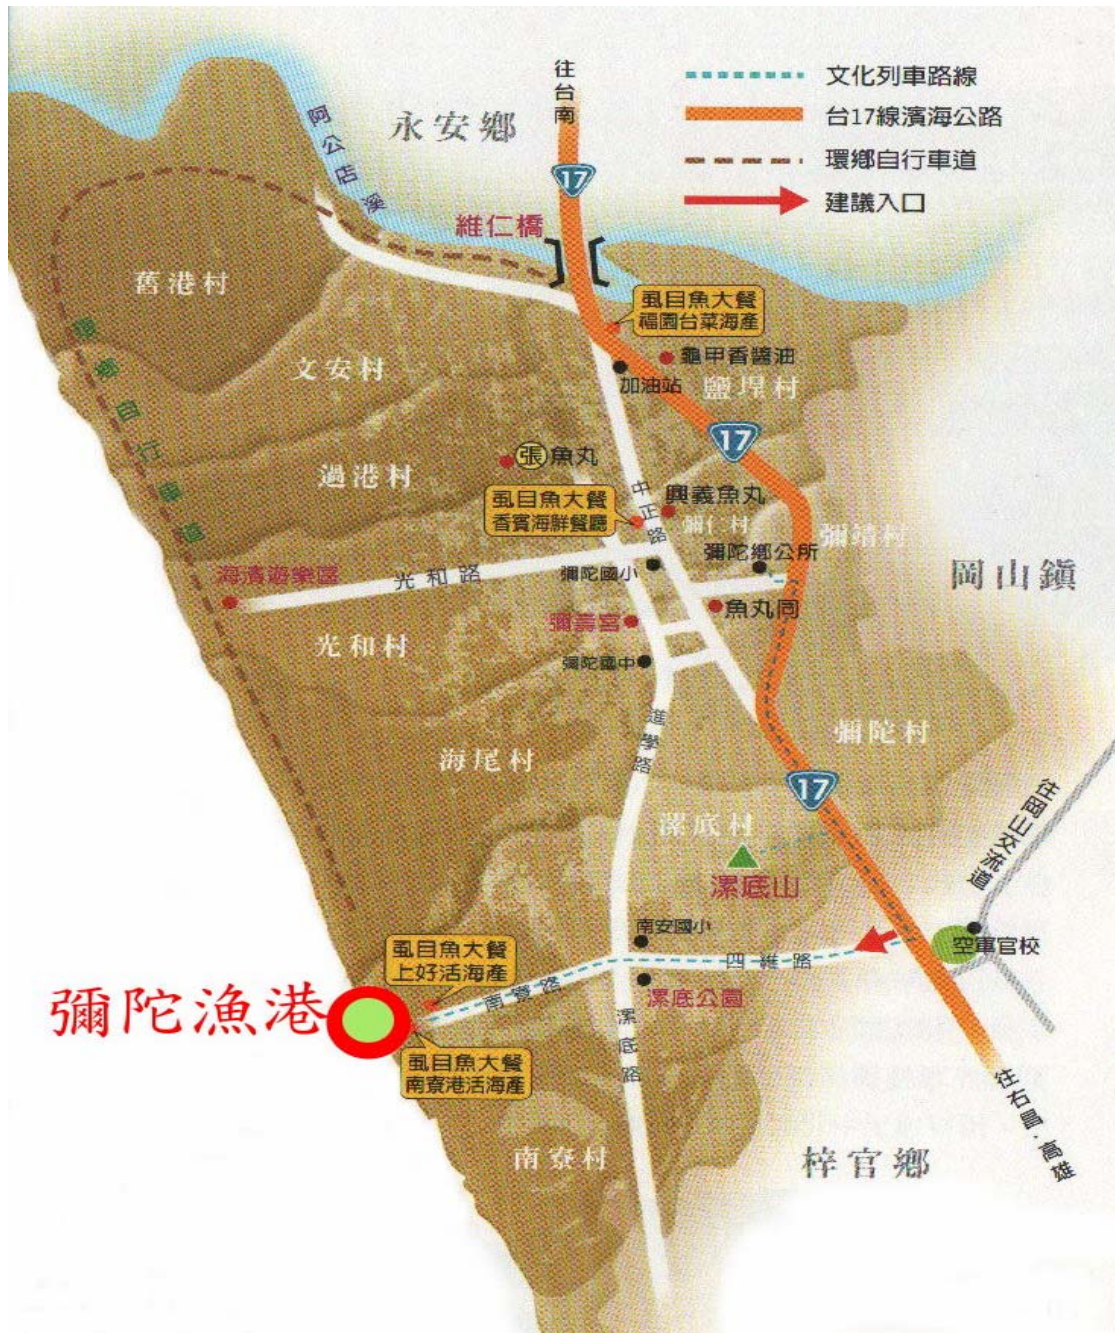 往台南
文化列車路線
台17線濱海公路
環鄉自行車道
建議入口
永安鄉
阿公店溪
17
維仁橋
舊港村
虱目魚大餐
福園台菜海產
龜甲香醬油
加油站
鹽埕村
文安村
環鄉自行車道
17
張魚丸
過港村
中正路
興義魚丸
虱目魚大餐
香賓海鮮餐廳
彌仁村
彌靖村
彌陀鄉公所
岡山鎮
彌陀國小
光和路
海濱遊樂區
魚丸同
彌壽宮
光和村
彌陀國中
進學路
彌陀村
海尾村
17
往岡山交流道
漯底村
漯底山
南安國小
空軍官校
四維路
虱目魚大餐
上好活海產
南寮路
漯底公園
彌陀漁港
漯底路
虱目魚大餐
南寮港活海產
往右昌.高雄
南寮村
梓官鄉